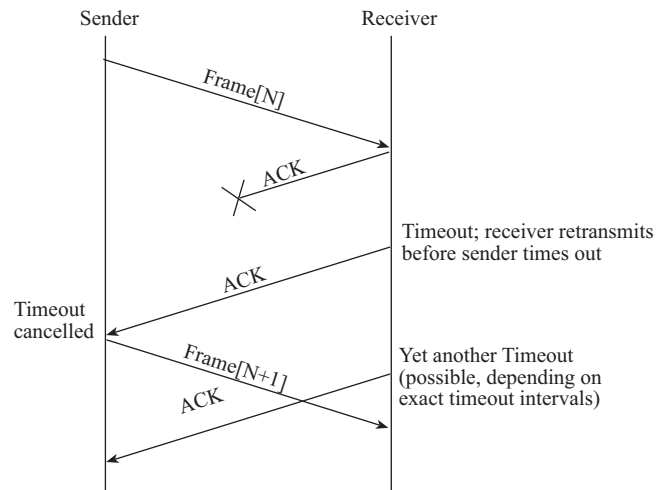 Sender
Receiver
Frame[N]
ACK
Timeout; receiver retransmits
before sender times out
ACK
Timeout
cancelled
Frame[N+1]
Yet another Timeout
(possible, depending on
exact timeout intervals)
ACK